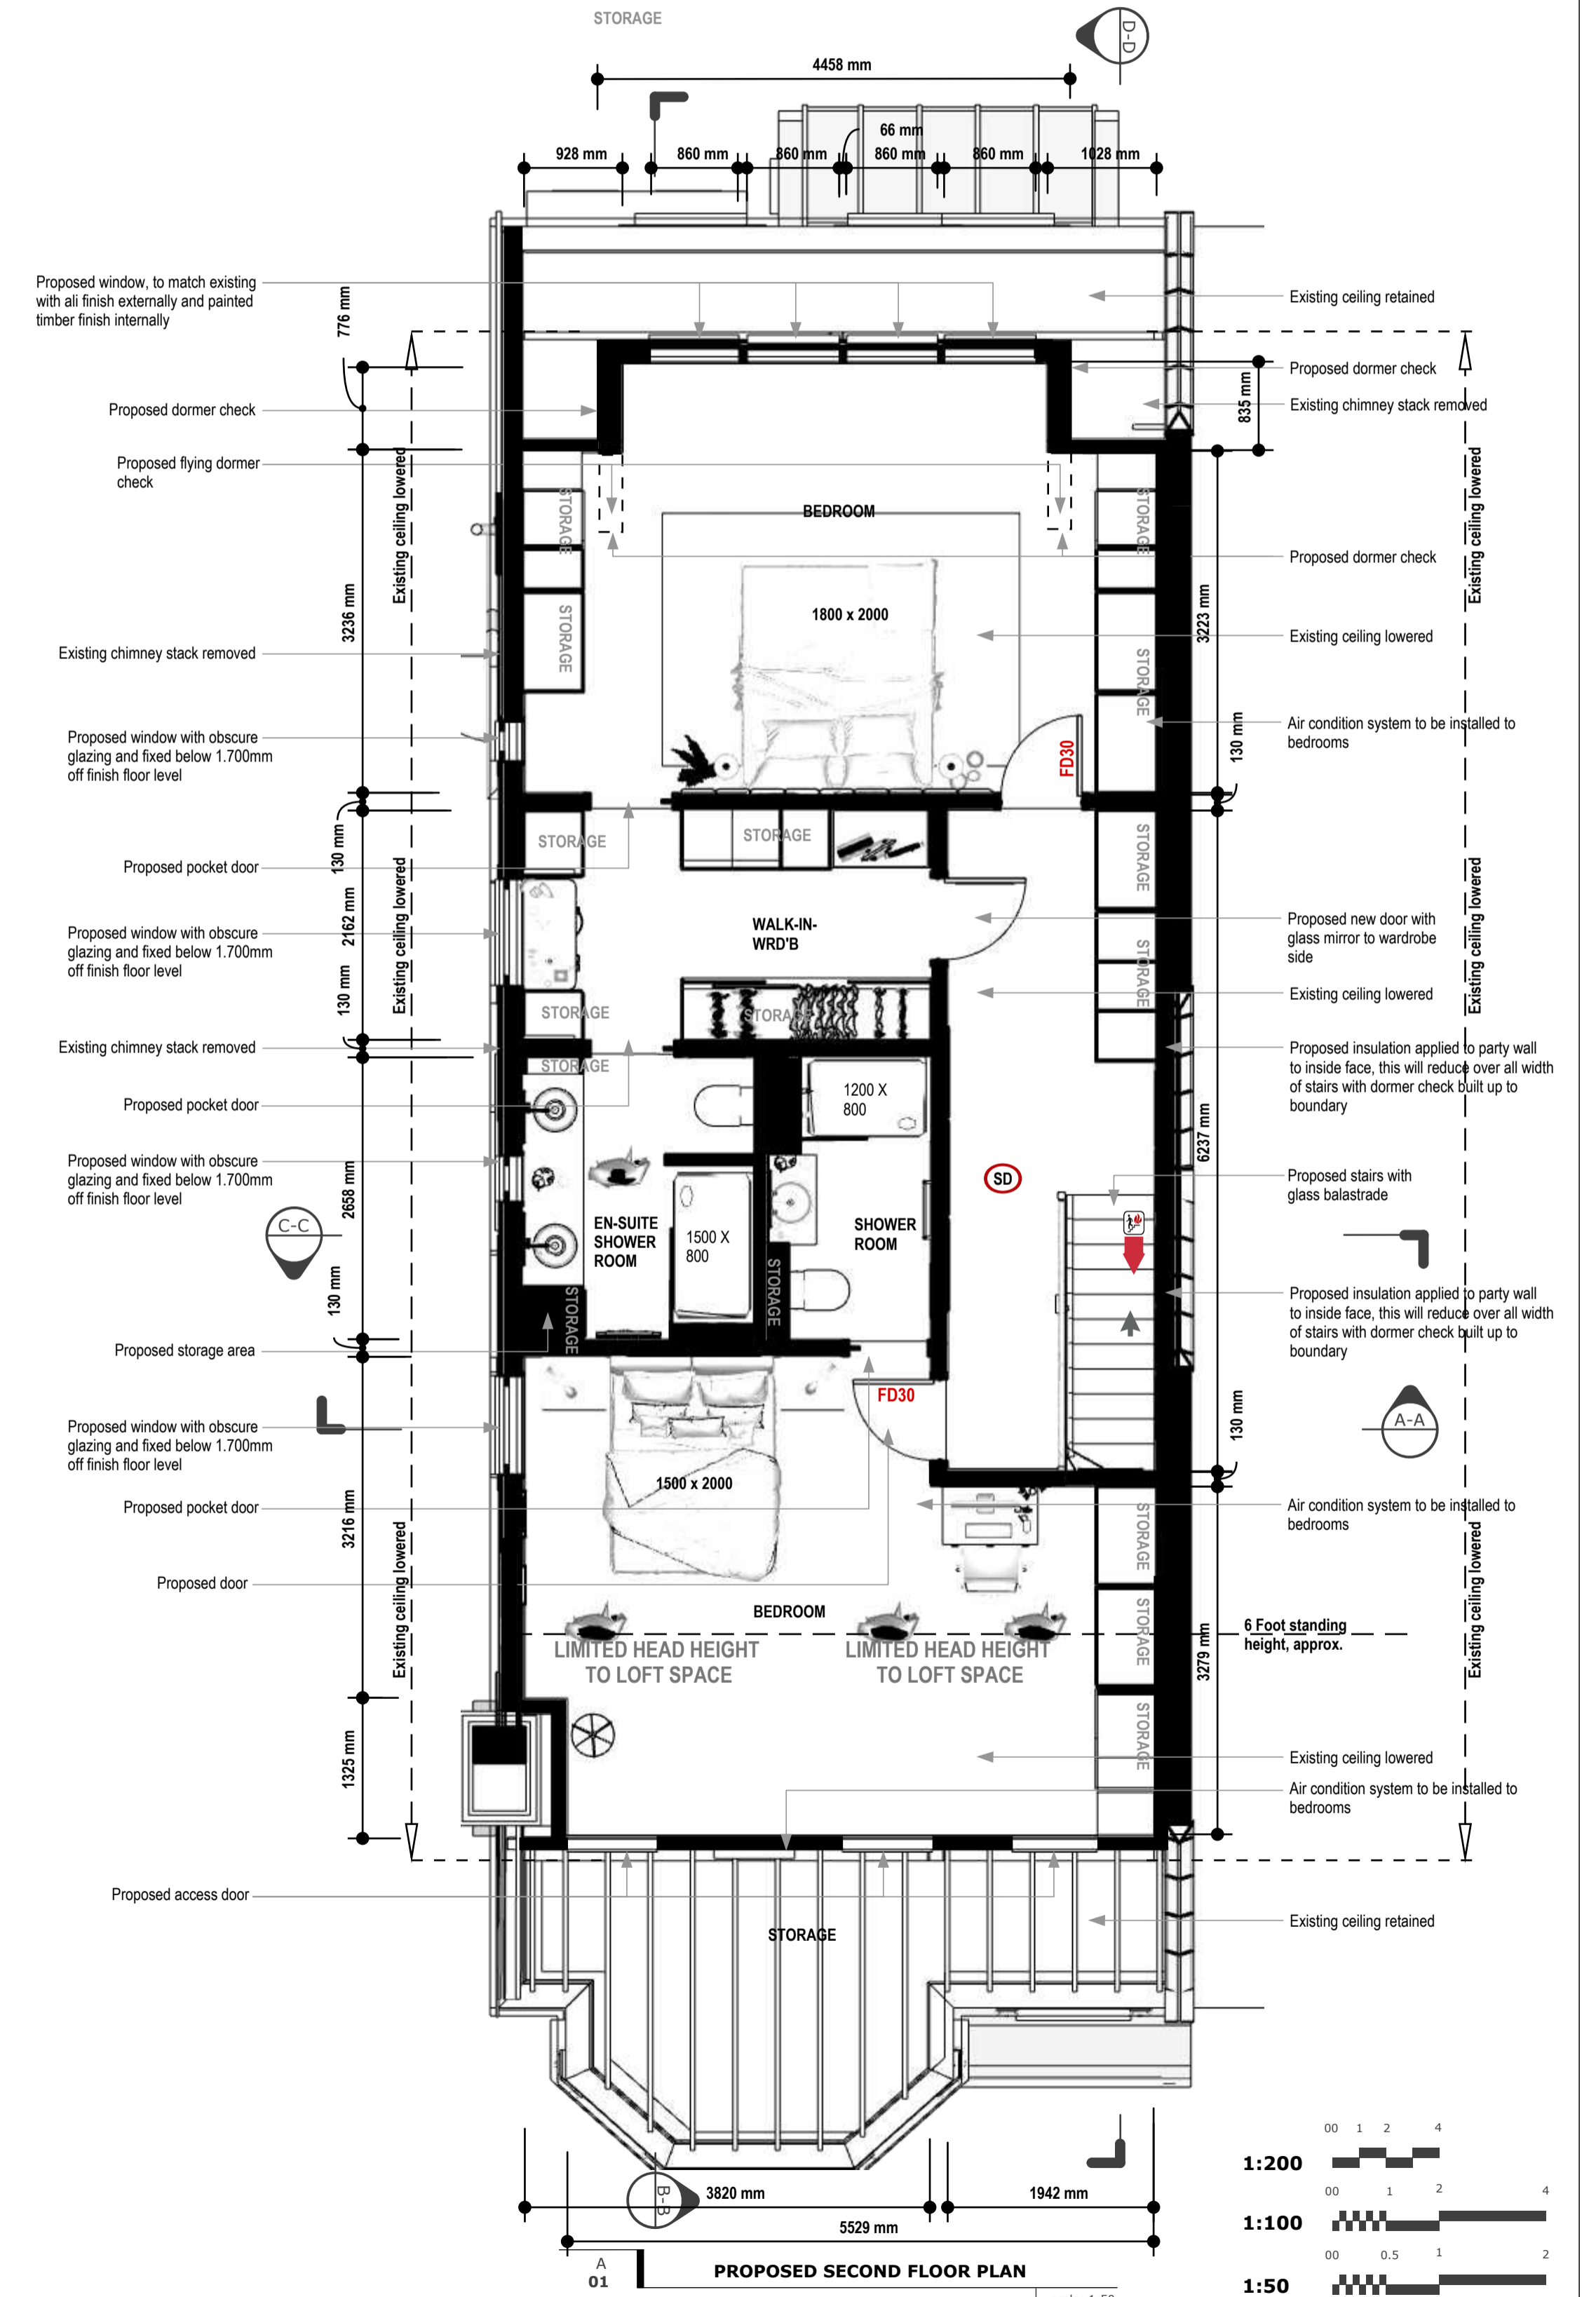 STORAGE
D-D
4458 mm
66 mm
928 mm
860 mm
860 mm
860 mm
860 mm
1028 mm
Proposed window, to match existing
with ali finish externally and painted
timber finish internally
776 mm
Existing ceiling retained
Proposed dormer check
835 mm
Existing chimney stack removed
Proposed dormer check
Proposed flying dormer
check
Existing ceiling lowered
Existing ceiling lowered
STORAGE
STORAGE
BEDROOM
Proposed dormer check
3236 mm
STORAGE
1800 x 2000
3223 mm
Existing ceiling lowered
Existing chimney stack removed
STORAGE
Proposed window with obscure
glazing and fixed below 1.700mm
off finish floor level
FD30
Air condition system to be installed to
bedrooms
130 mm
130 mm
STORAGE
STORAGE
STORAGE
Proposed pocket door
2162 mm
Existing ceiling lowered
Existing ceiling lowered
Proposed window with obscure
glazing and fixed below 1.700mm
off finish floor level
WALK-IN-
WRD'B
Proposed new door with
glass mirror to wardrobe
side
STORAGE
130 mm
Existing ceiling lowered
STORAGE
STORAGE
Existing chimney stack removed
Proposed insulation applied to party wall
to inside face, this will reduce over all width
of stairs with dormer check built up to
boundary
STORAGE
1200 X
800
Proposed pocket door
6237 mm
Proposed window with obscure
glazing and fixed below 1.700mm
off finish floor level
2658 mm
SD
Proposed stairs with
glass balastrade
C-C
EN-SUITE
SHOWER
ROOM
1500 X
800
SHOWER
ROOM
130 mm
STORAGE
STORAGE
Proposed insulation applied to party wall
to inside face, this will reduce over all width
of stairs with dormer check built up to
boundary
Proposed storage area
FD30
130 mm
A-A
Proposed window with obscure
glazing and fixed below 1.700mm
off finish floor level
1500 x 2000
Proposed pocket door
3216 mm
Air condition system to be installed to
bedrooms
STORAGE
Proposed door
Existing ceiling lowered
Existing ceiling lowered
BEDROOM
STORAGE
3279 mm
6 Foot standing
height, approx.
LIMITED HEAD HEIGHT
TO LOFT SPACE
LIMITED HEAD HEIGHT
TO LOFT SPACE
STORAGE
1325 mm
Existing ceiling lowered
Air condition system to be installed to
bedrooms
Proposed access door
STORAGE
Existing ceiling retained
00 1 2 4
1:200
B-B
3820 mm
1942 mm
00 1 2 4
1:100
5529 mm
00 0.5 1 2
1:50
A
01
PROPOSED SECOND FLOOR PLAN